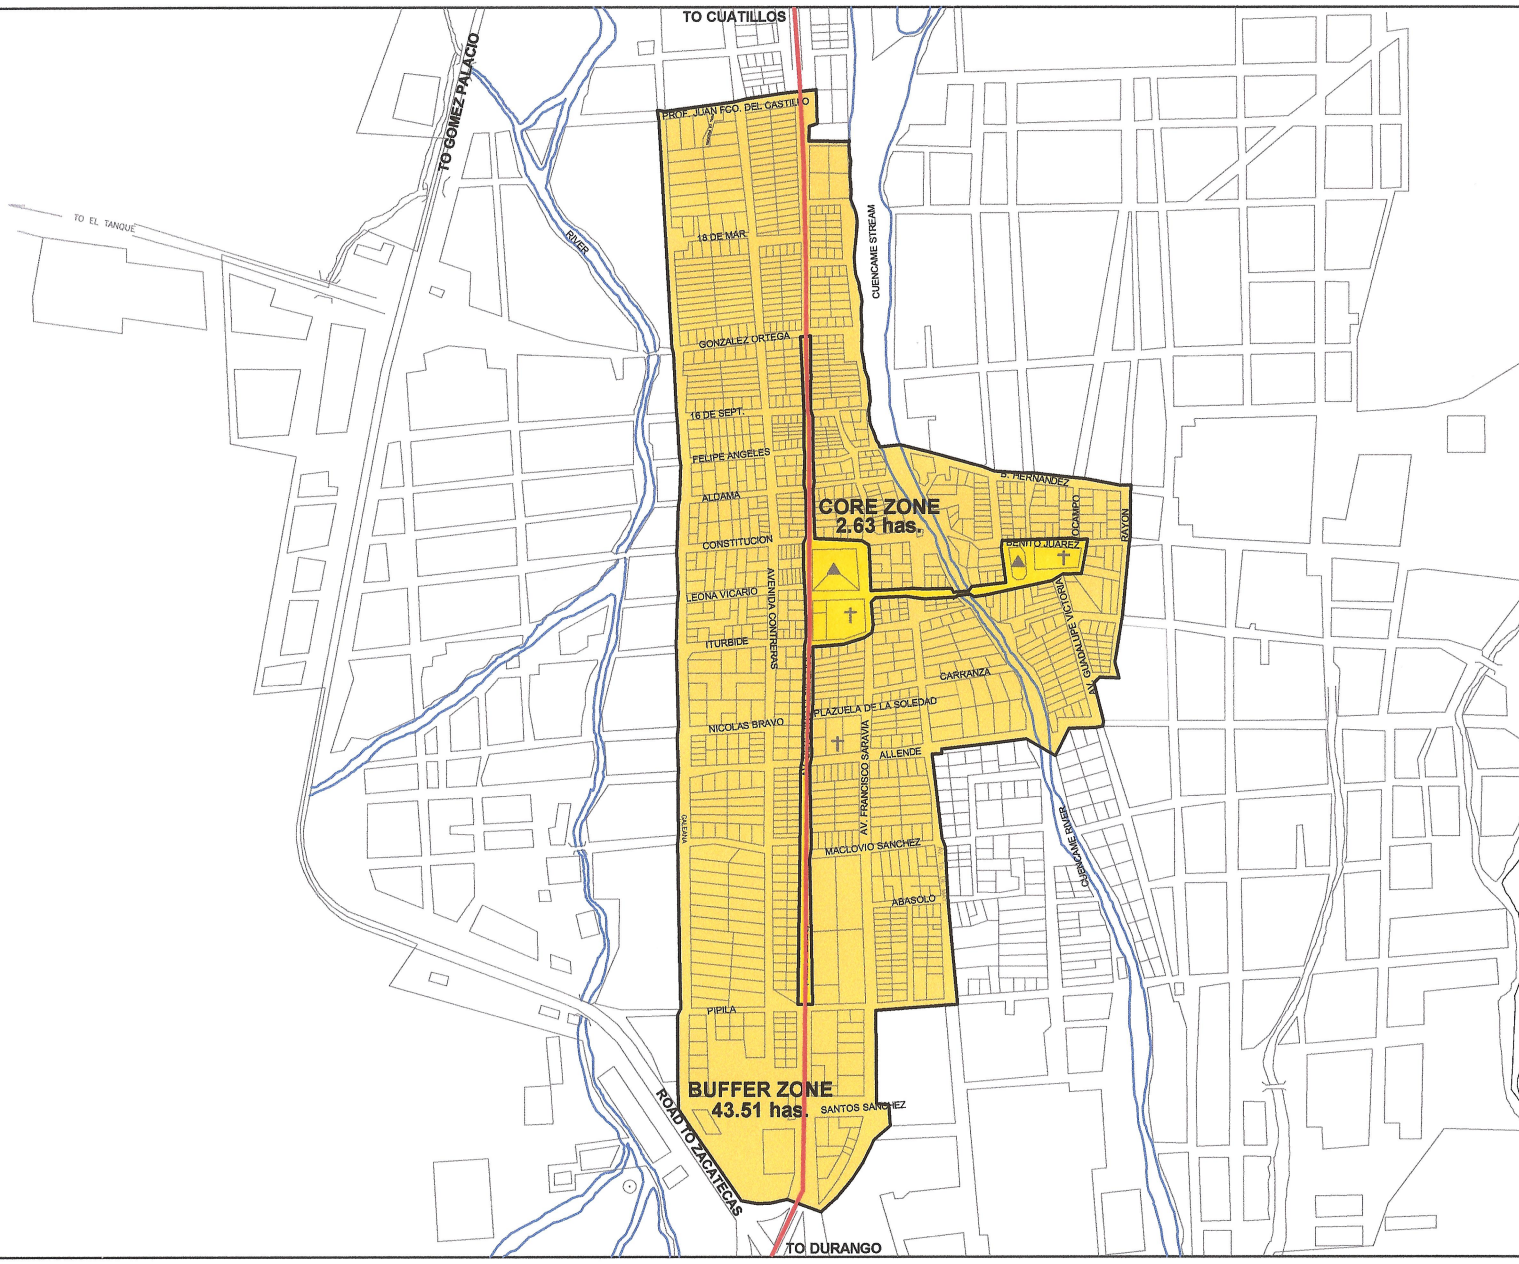 TO CUATILLOS
TO GOMEZ PALACIO
PROF. JUAN FCO. DEL CASTILLO
TO EL TANQUE
RIVER
18 DE MAR.
CUENCAME STREAM
GONZALEZ ORTEGA
16 DE SEPT.
FELIPE ANGELES
B. HERNANDEZ
ALDAMA
CORE ZONE
2.63 has.
OCAMPO
RAYON
CONSTITUCION
BENITO JUAREZ
LEONA VICARIO
AVENIDA CONTRERAS
AV. GUADALUPE VICTORIA
ITURBIDE
CARRANZA
PLAZUELA DE LA SOLEDAD
NICOLAS BRAVO
AV. FRANCISCO SARAVIA
ALLENDE
GALEANA
MACLOVIO SANCHEZ
CUENCAME RIVER
ABASOLO
PIPILA
BUFFER ZONE
43.51 has.
SANTOS SANCHEZ
ROAD TO ZACATECAS
TO DURANGO